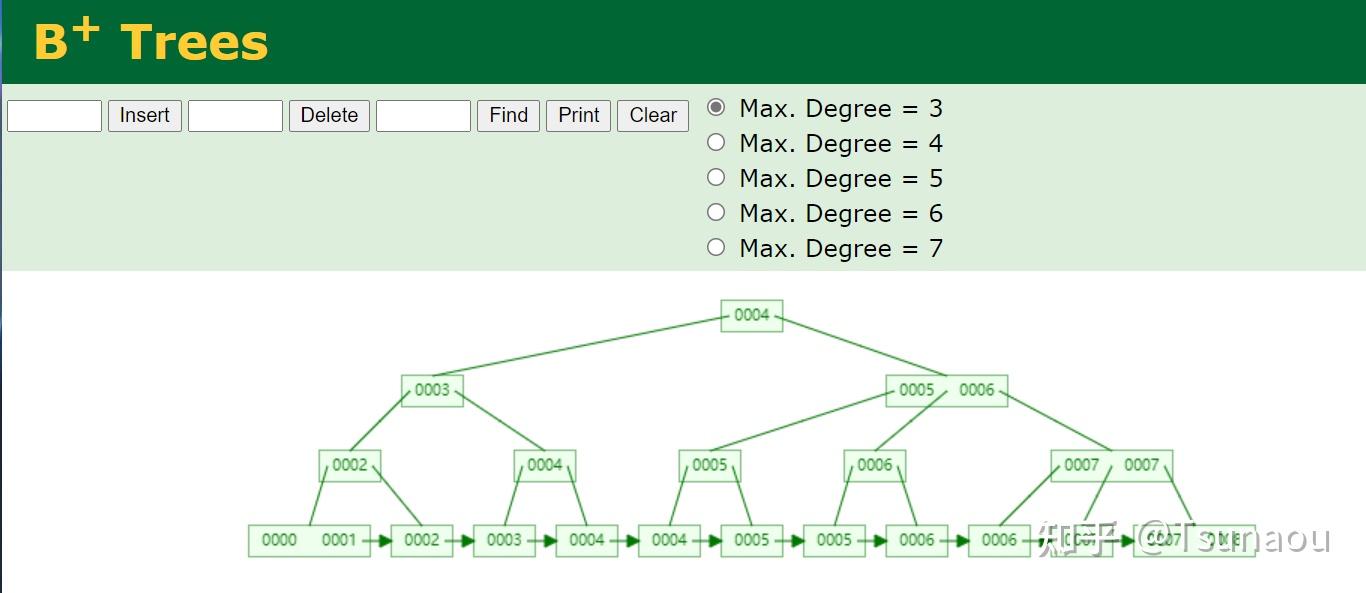 B+ Trees
Insert Delete Find Print Clear
Max. Degree = 3
Max. Degree = 4
Max. Degree = 5
Max. Degree = 6
Max. Degree = 7
0004
0003 0005 0006
0002 0004 0005 0006 0007 0007
0000 0001 0002 0003 0004 0004 0005 0005 0006 0006 0007 0007
知乎 @Tsunaou